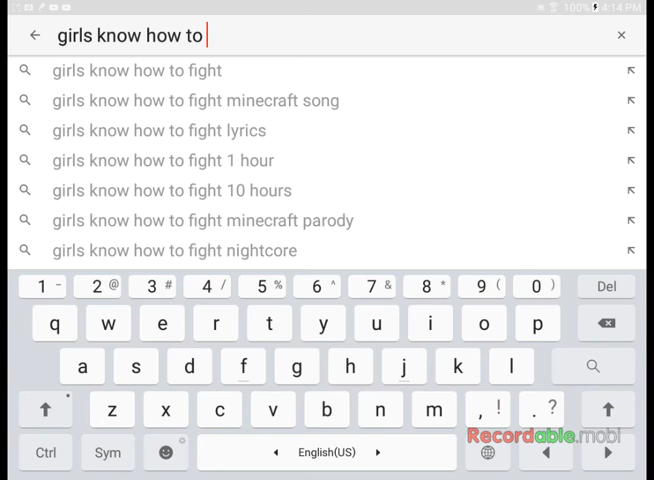 100% 4:14 PM
girls know how to
girls know how to fight
girls know how to fight minecraft song
girls know how to fight lyrics
girls know how to fight 1 hour
girls know how to fight 10 hours
girls know how to fight minecraft parody
girls know how to fight nightcore
1 - 2 @ 3 # 4 / 5 % 6 ^ 7 & 8 * 9 ( 0 ) Del
q w e r t y u i o p
a s d f g h j k l
z x c v b n m , ! . ?
Recordable.mobi
Ctrl Sym English(US)